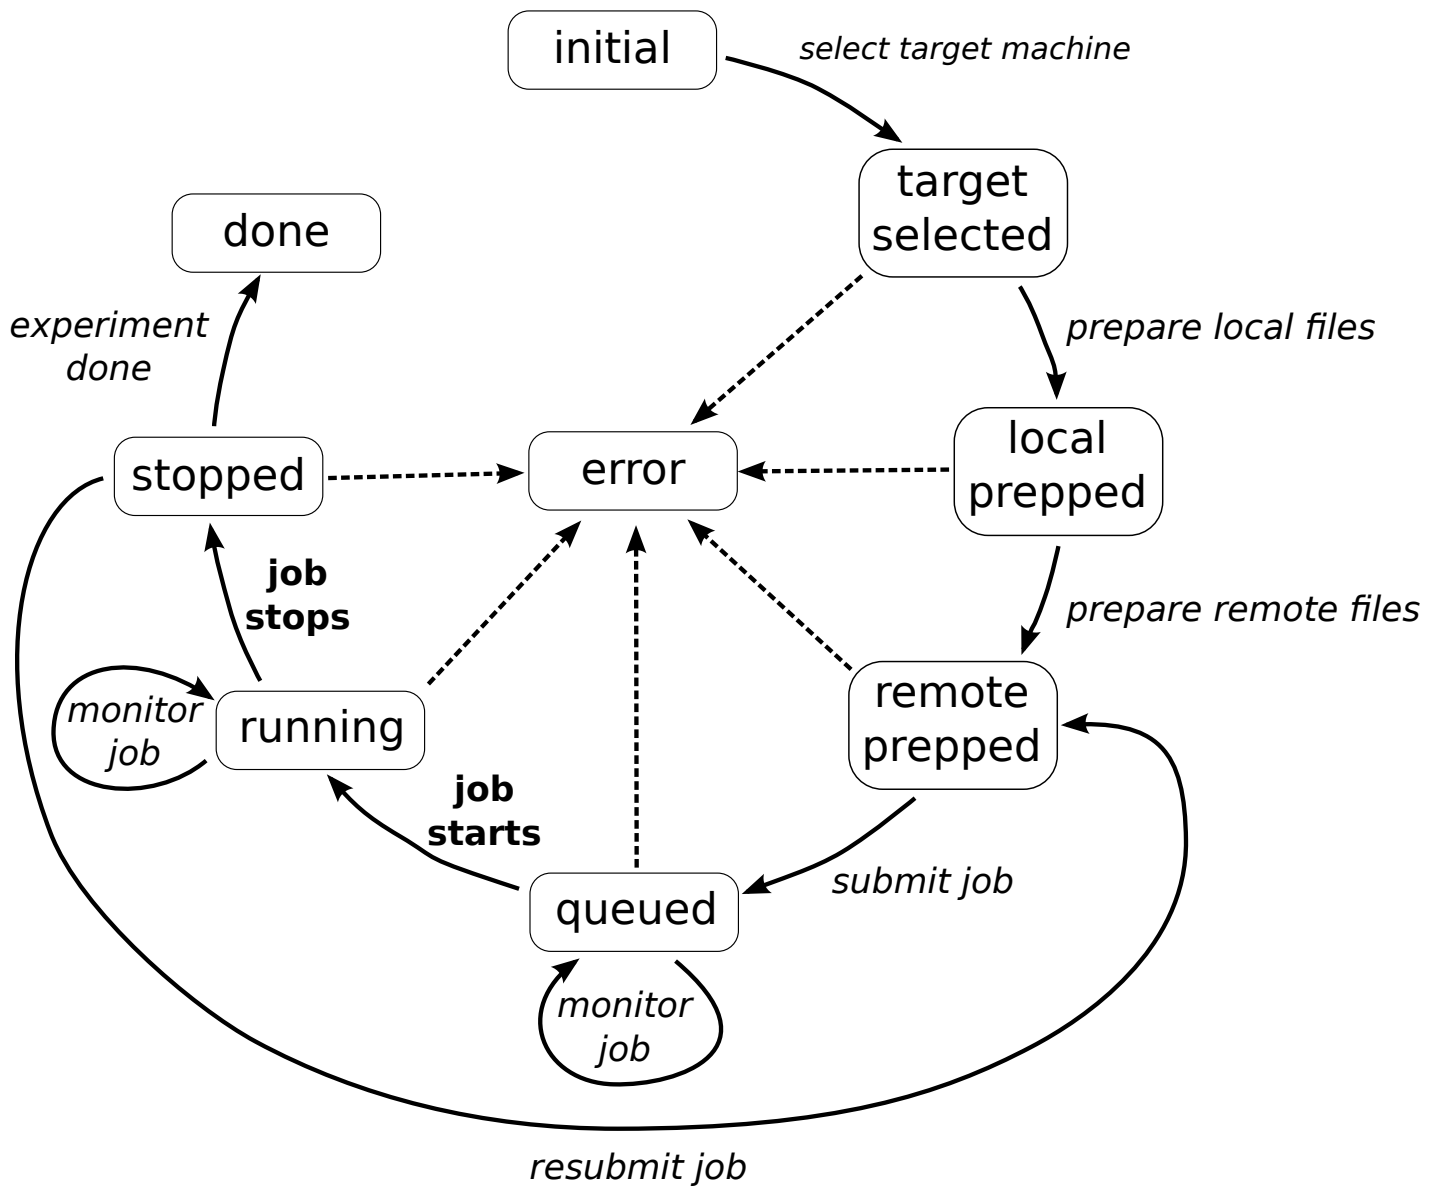 initial
select target machine
target
selected
done
experiment
done
prepare local files
stopped
error
local
prepped
job
stops
prepare remote files
monitor
job
running
remote
prepped
job
starts
submit job
queued
monitor
job
resubmit job